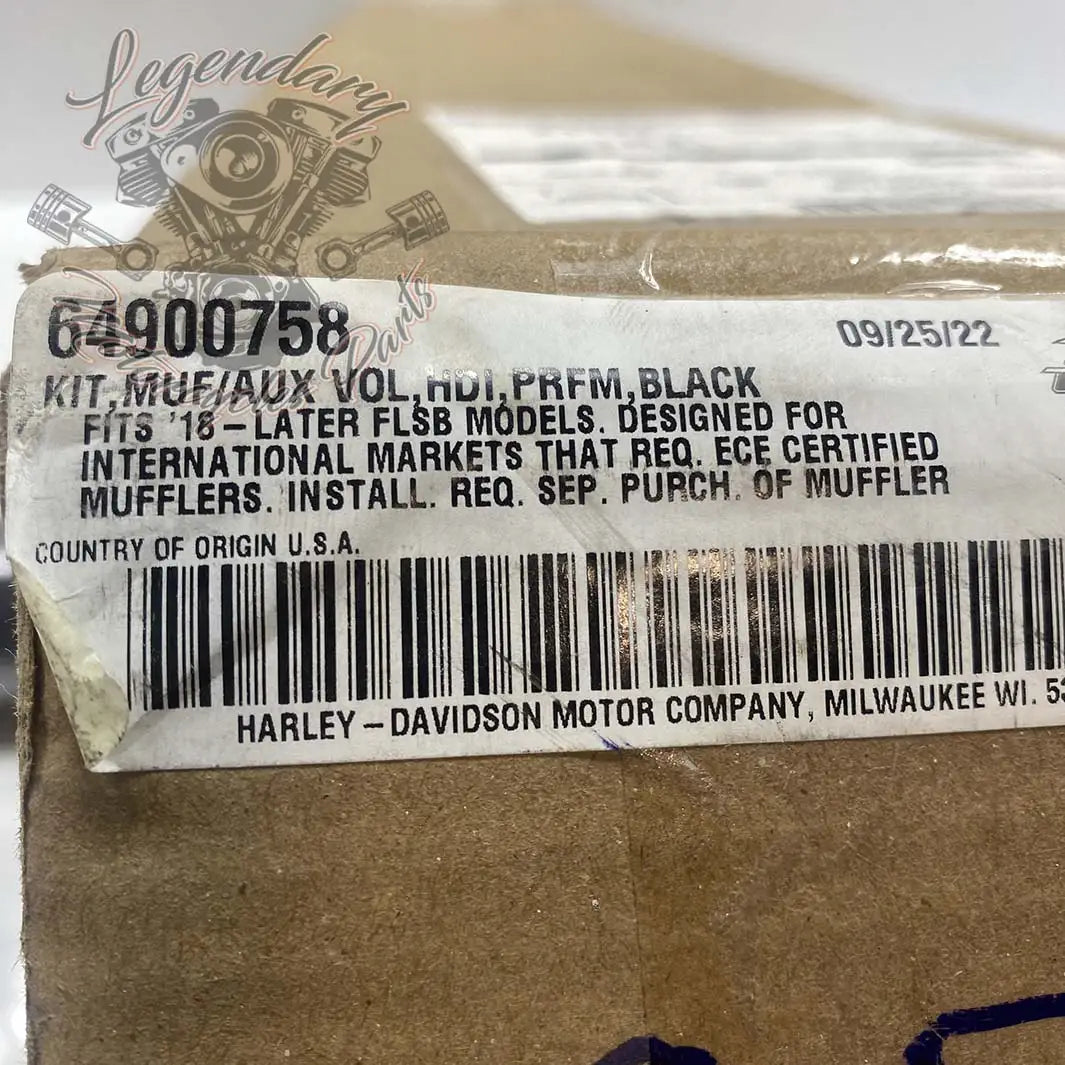 Legendary
Parts
64900758
09/25/22
KIT,MUF/AUX VOL,HDI,PRFM,BLACK
FITS '18-LATER FLSB MODELS. DESIGNED FOR
INTERNATIONAL MARKETS THAT REQ. ECE CERTIFIED
MUFFLERS. INSTALL. REQ. SEP. PURCH. OF MUFFLER
COUNTRY OF ORIGIN U.S.A.
HARLEY-DAVIDSON MOTOR COMPANY, MILWAUKEE WI.